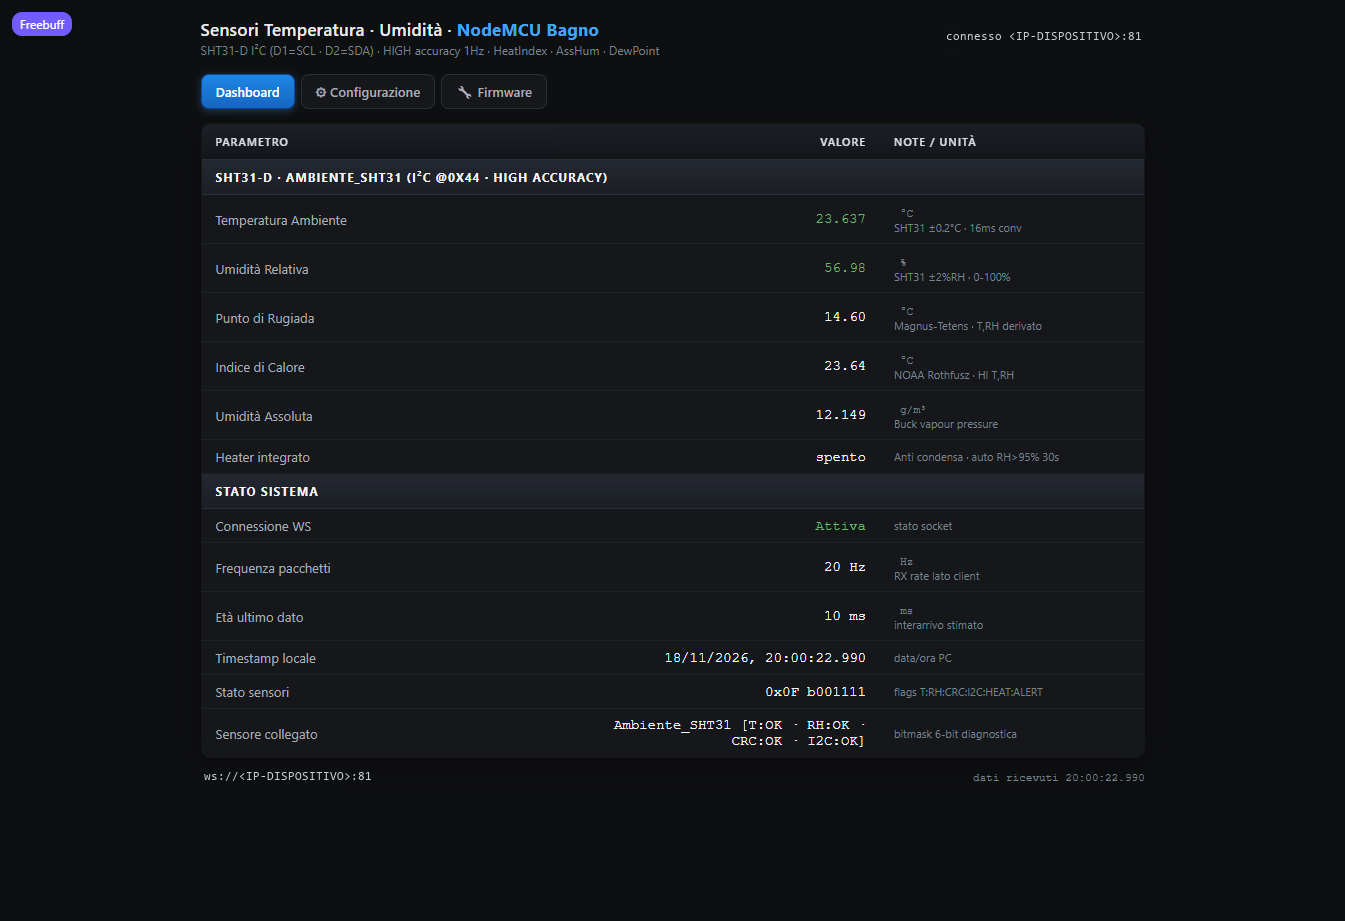 Freebuff
Sensori Temperatura · Umidità · NodeMCU Bagno
SHT31-D I²C (D1=SCL · D2=SDA) · HIGH accuracy 1Hz · HeatIndex · AssHum · DewPoint
connesso <IP-DISPOSITIVO>:81
Dashboard
⚙ Configurazione
🔧 Firmware
PARAMETRO VALORE NOTE / UNITÀ
SHT31-D · AMBIENTE_SHT31 (I²C @0X44 · HIGH ACCURACY)
Temperatura Ambiente 23.637 °C
SHT31 ±0.2°C · 16ms conv
Umidità Relativa 56.98 %
SHT31 ±2%RH · 0-100%
Punto di Rugiada 14.60 °C
Magnus-Tetens · T,RH derivato
Indice di Calore 23.64 °C
NOAA Rothfusz · HI T,RH
Umidità Assoluta 12.149 g/m³
Buck vapour pressure
Heater integrato spento Anti condensa · auto RH>95% 30s
STATO SISTEMA
Connessione WS Attiva stato socket
Frequenza pacchetti 20 Hz Hz
RX rate lato client
Età ultimo dato 10 ms ms
interarrivo stimato
Timestamp locale 18/11/2026, 20:00:22.990 data/ora PC
Stato sensori 0x0F b001111 flags T:RH:CRC:I2C:HEAT:ALERT
Sensore collegato Ambiente_SHT31 [T:OK · RH:OK ·
CRC:OK · I2C:OK] bitmask 6-bit diagnostica
ws://<IP-DISPOSITIVO>:81
dati ricevuti 20:00:22.990